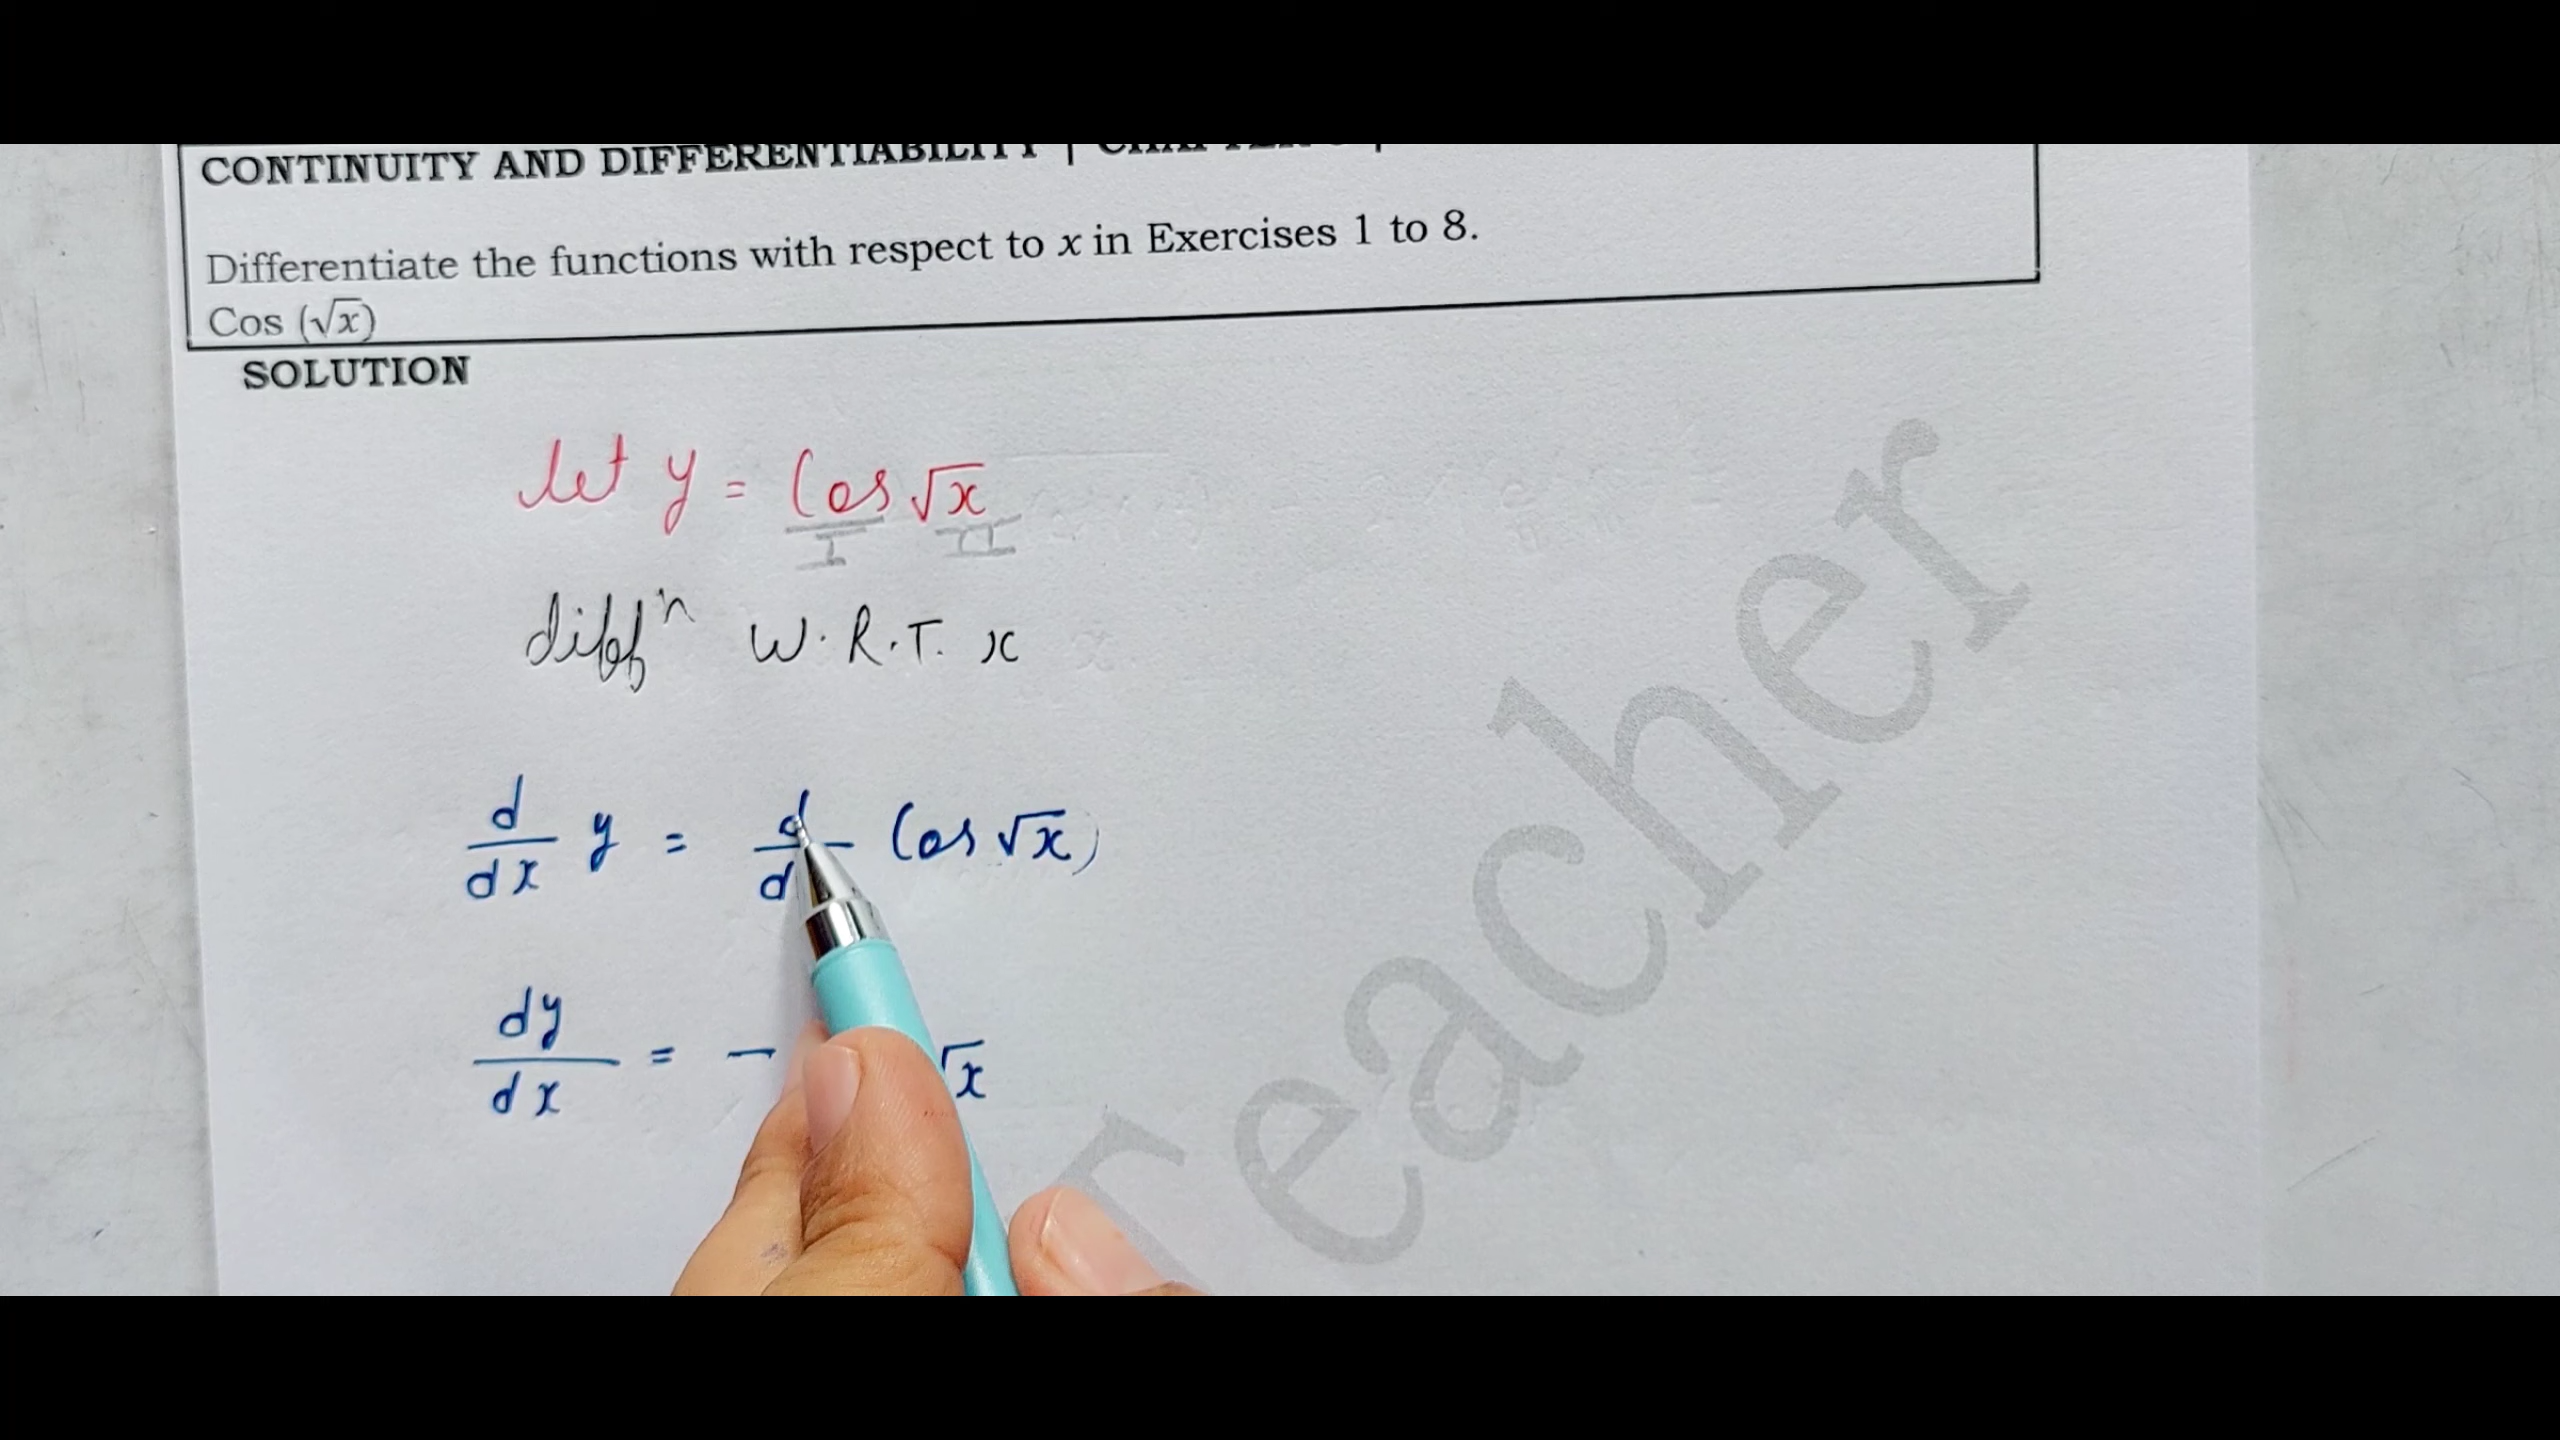 CONTINUITY AND DIFFERENTIABILITY |
Differentiate the functions with respect to x in Exercises 1 to 8.
Cos (√x)
SOLUTION
let y = Cos √x
I II
diffⁿ W.R.T. x
d/dx y = d/d Cos √x)
dy/dx = - √x
eacher